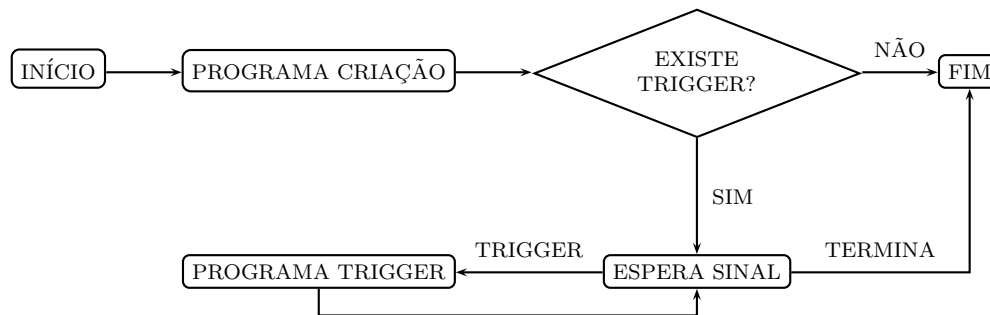 INÍCIO
PROGRAMA CRIAÇÃO
EXISTE
TRIGGER?
NÃO
FIM
SIM
PROGRAMA TRIGGER
TRIGGER
ESPERA SINAL
TERMINA